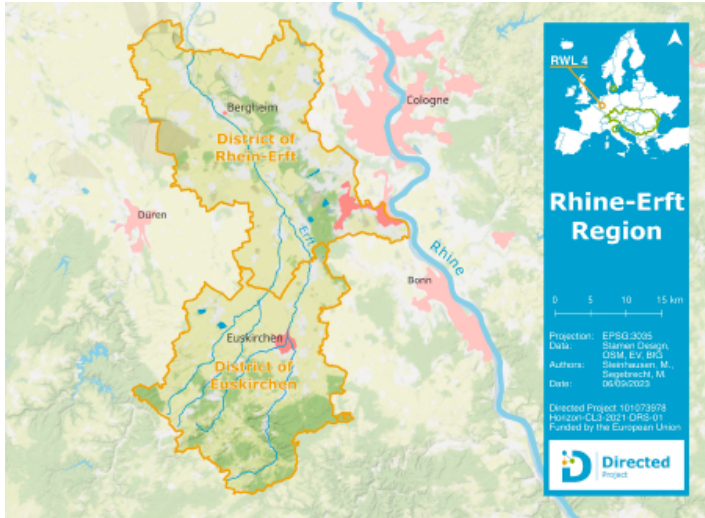 RWL 4
Cologne
Bergheim
District of
Rhein-Erft
Düren
Erft
Rhine
Bonn
Euskirchen
District of
Euskirchen
Rhine-Erft
Region
0 5 10 15 km
Projection: EPSG:3035
Data: Stamen Design,
OSM, EV, BIG
Authors: Steinhausen, M.,
Segebrecht, M.
Date: 06/09/2023
Directed Project 101073978
Horizon-CL3-2021-DRS-01
Funded by the European Union
D
Directed
Project